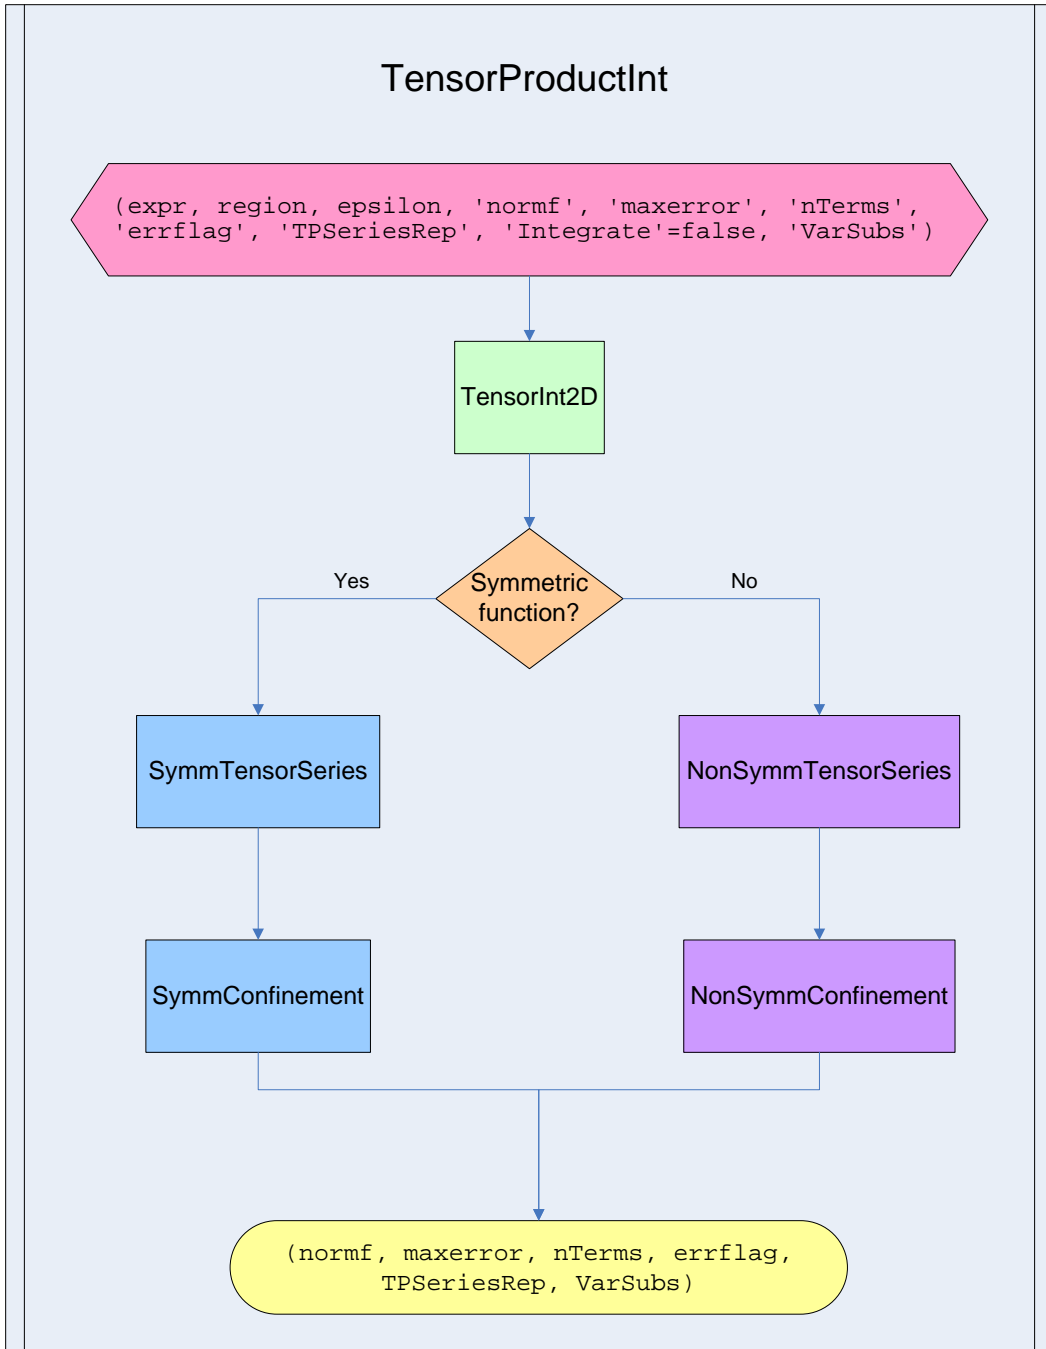 TensorProductInt
(expr, region, epsilon, 'normf', 'maxerror', 'nTerms',
'errflag', 'TPSeriesRep', 'Integrate'=false, 'VarSubs')
TensorInt2D
Symmetric
function?
Yes
No
SymmTensorSeries
NonSymmTensorSeries
SymmConfinement
NonSymmConfinement
(normf, maxerror, nTerms, errflag,
TPSeriesRep, VarSubs)